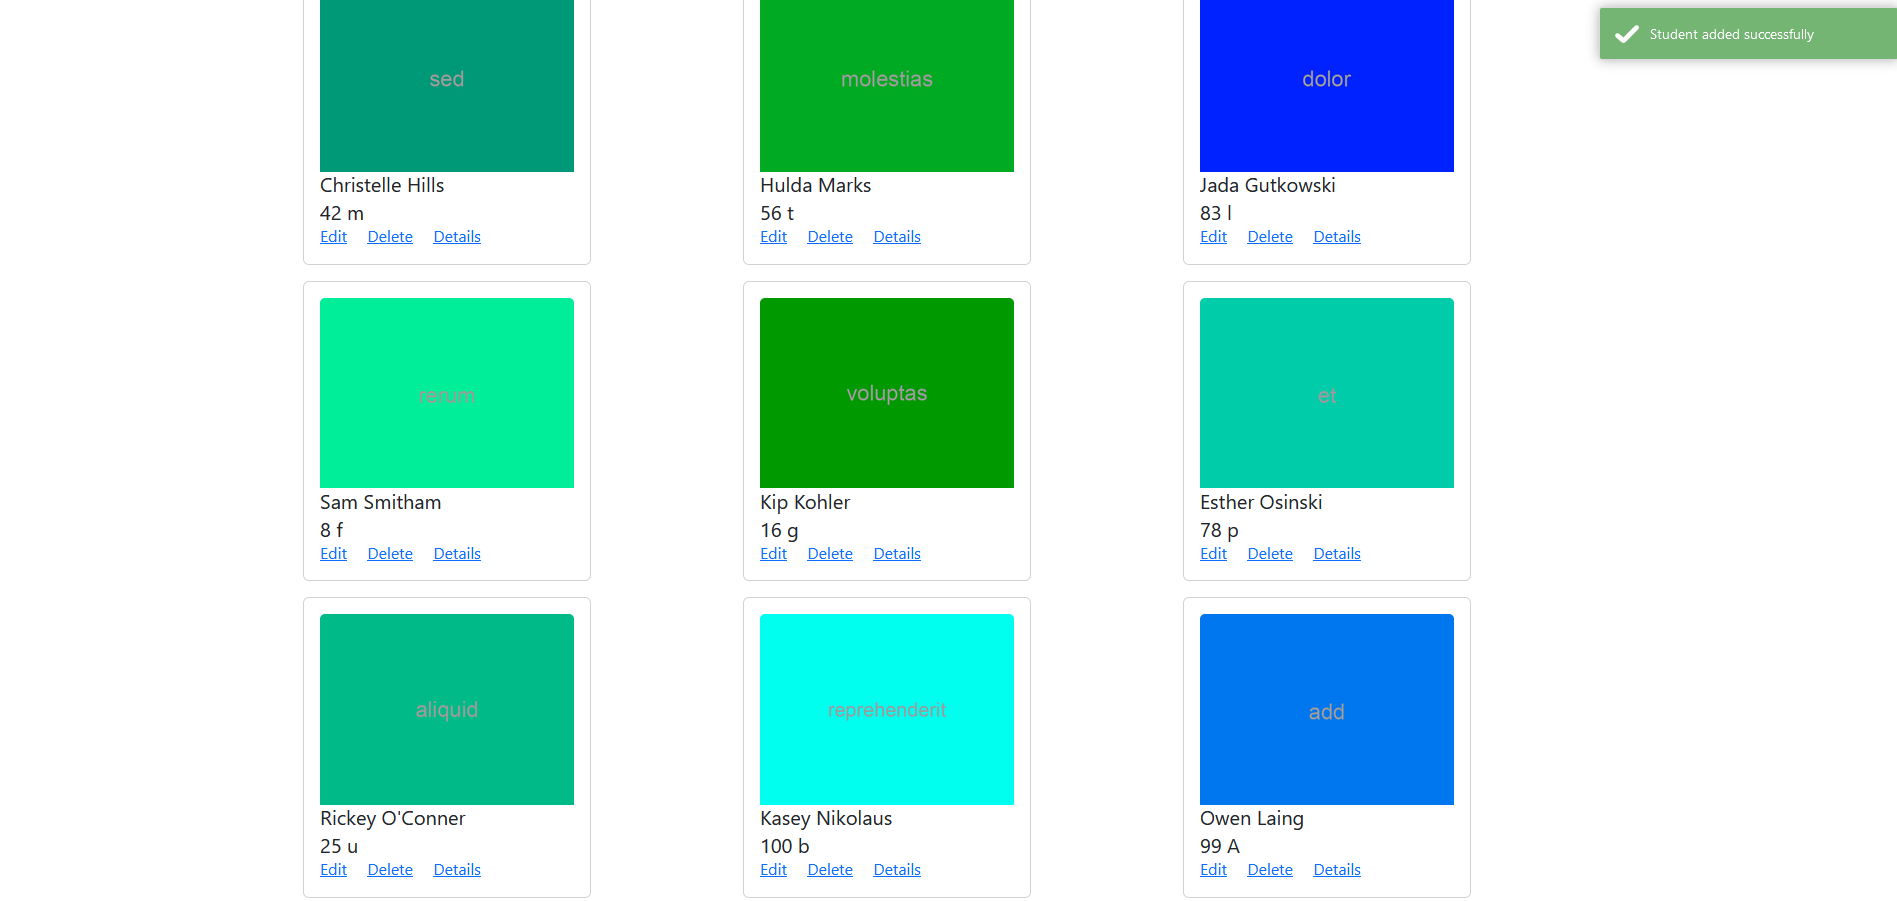 Student added successfully
sed
molestias
dolor
Christelle Hills
42 m
Edit Delete Details
Hulda Marks
56 t
Edit Delete Details
Jada Gutkowski
83 l
Edit Delete Details
rerum
voluptas
et
Sam Smitham
8 f
Edit Delete Details
Kip Kohler
16 g
Edit Delete Details
Esther Osinski
78 p
Edit Delete Details
aliquid
reprehenderit
add
Rickey O'Conner
25 u
Edit Delete Details
Kasey Nikolaus
100 b
Edit Delete Details
Owen Laing
99 A
Edit Delete Details